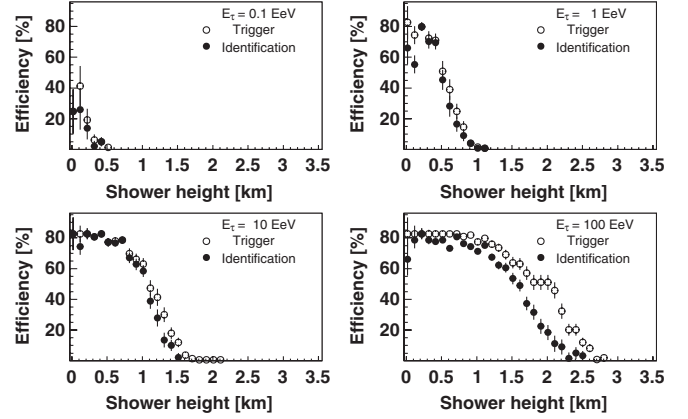 E_τ = 0.1 EeV
Trigger
Identification
Efficiency [%]
80
60
40
20
0 0.5 1 1.5 2 2.5 3 3.5
Shower height [km]
E_τ = 1 EeV
Trigger
Identification
Efficiency [%]
80
60
40
20
0 0.5 1 1.5 2 2.5 3 3.5
Shower height [km]
E_τ = 10 EeV
Trigger
Identification
Efficiency [%]
80
60
40
20
0 0.5 1 1.5 2 2.5 3 3.5
Shower height [km]
E_τ = 100 EeV
Trigger
Identification
Efficiency [%]
80
60
40
20
0 0.5 1 1.5 2 2.5 3 3.5
Shower height [km]